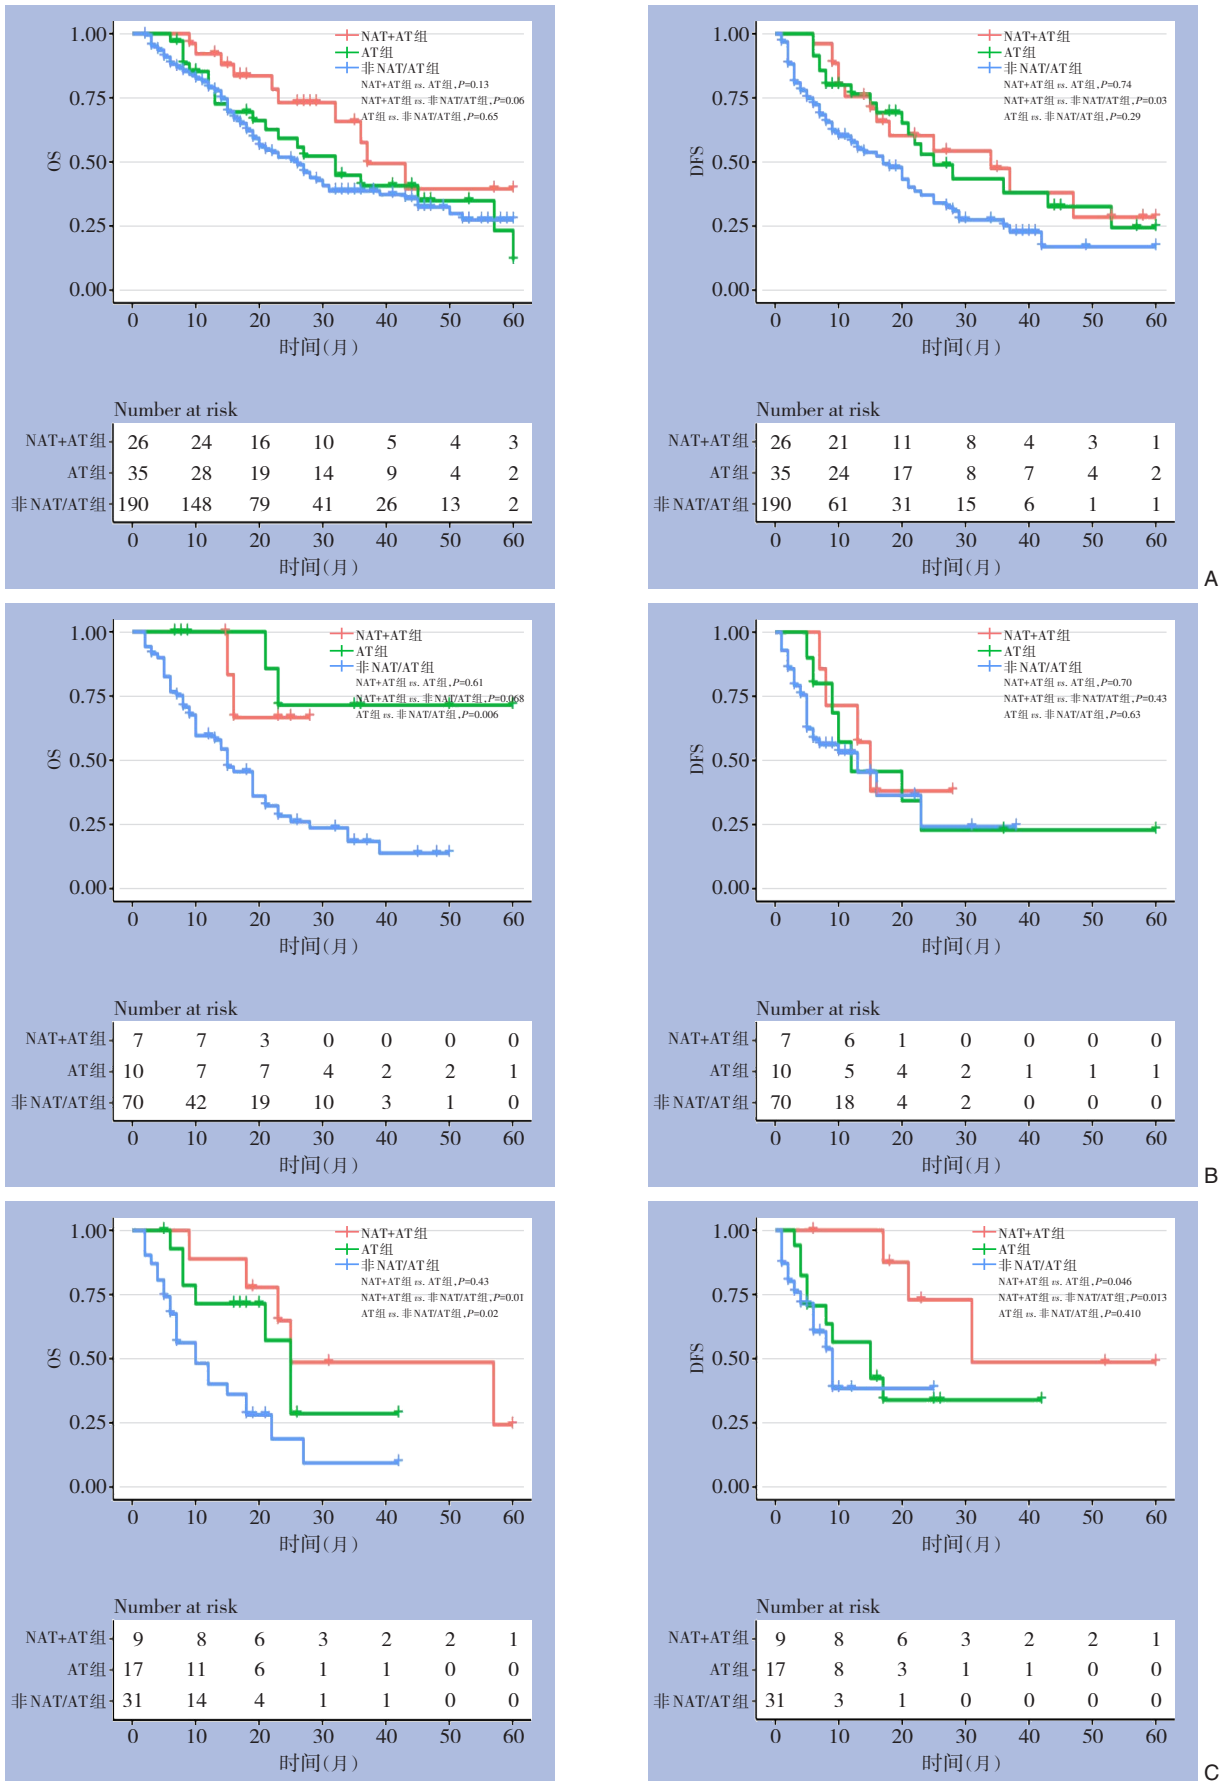 1.00
0.75
0.50
0.25
0.00
OS
NAT+AT组
AT组
非NAT/AT组
NAT+AT组 vs. AT组,P=0.13
NAT+AT组 vs. 非NAT/AT组,P=0.06
AT组 vs. 非NAT/AT组,P=0.65
0 10 20 30 40 50 60
时间(月)
Number at risk
NAT+AT组 26 24 16 10 5 4 3
AT组 35 28 19 14 9 4 2
非NAT/AT组 190 148 79 41 26 13 2
0 10 20 30 40 50 60
时间(月)
1.00
0.75
0.50
0.25
0.00
DFS
NAT+AT组
AT组
非NAT/AT组
NAT+AT组 vs. AT组,P=0.74
NAT+AT组 vs. 非NAT/AT组,P=0.03
AT组 vs. 非NAT/AT组,P=0.29
0 10 20 30 40 50 60
时间(月)
Number at risk
NAT+AT组 26 21 11 8 4 3 1
AT组 35 24 17 8 7 4 2
非NAT/AT组 190 61 31 15 6 1 1
0 10 20 30 40 50 60
时间(月)
A
1.00
0.75
0.50
0.25
0.00
OS
NAT+AT组
AT组
非NAT/AT组
NAT+AT组 vs. AT组,P=0.61
NAT+AT组 vs. 非NAT/AT组,P=0.068
AT组 vs. 非NAT/AT组,P=0.006
0 10 20 30 40 50 60
时间(月)
Number at risk
NAT+AT组 7 7 3 0 0 0 0
AT组 10 7 7 4 2 2 1
非NAT/AT组 70 42 19 10 3 1 0
0 10 20 30 40 50 60
时间(月)
1.00
0.75
0.50
0.25
0.00
DFS
NAT+AT组
AT组
非NAT/AT组
NAT+AT组 vs. AT组,P=0.70
NAT+AT组 vs. 非NAT/AT组,P=0.43
AT组 vs. 非NAT/AT组,P=0.63
0 10 20 30 40 50 60
时间(月)
Number at risk
NAT+AT组 7 6 1 0 0 0 0
AT组 10 5 4 2 1 1 1
非NAT/AT组 70 18 4 2 0 0 0
0 10 20 30 40 50 60
时间(月)
B
1.00
0.75
0.50
0.25
0.00
OS
NAT+AT组
AT组
非NAT/AT组
NAT+AT组 vs. AT组,P=0.43
NAT+AT组 vs. 非NAT/AT组,P=0.01
AT组 vs. 非NAT/AT组,P=0.02
0 10 20 30 40 50 60
时间(月)
Number at risk
NAT+AT组 9 8 6 3 2 2 1
AT组 17 11 6 1 1 0 0
非NAT/AT组 31 14 4 1 1 0 0
0 10 20 30 40 50 60
时间(月)
1.00
0.75
0.50
0.25
0.00
DFS
NAT+AT组
AT组
非NAT/AT组
NAT+AT组 vs. AT组,P=0.046
NAT+AT组 vs. 非NAT/AT组,P=0.013
AT组 vs. 非NAT/AT组,P=0.410
0 10 20 30 40 50 60
时间(月)
Number at risk
NAT+AT组 9 8 6 3 2 2 1
AT组 17 8 3 1 1 0 0
非NAT/AT组 31 3 1 0 0 0 0
0 10 20 30 40 50 60
时间(月)
C